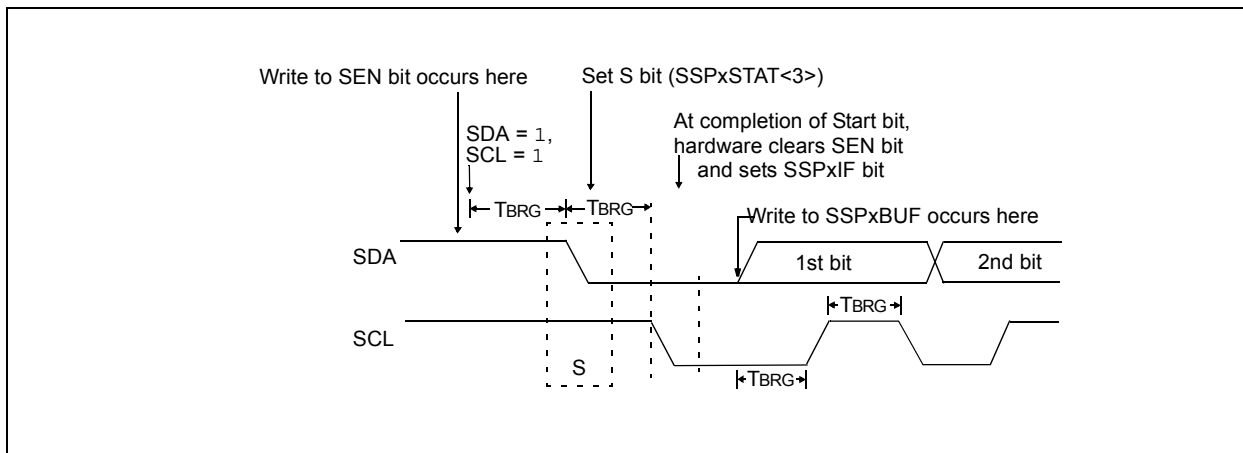 Write to SEN bit occurs here
Set S bit (SSPxSTAT<3>)
SDA = 1,
SCL = 1
At completion of Start bit,
hardware clears SEN bit
and sets SSPxIF bit
TBRG
TBRG
Write to SSPxBUF occurs here
SDA
1st bit
2nd bit
TBRG
SCL
S
TBRG